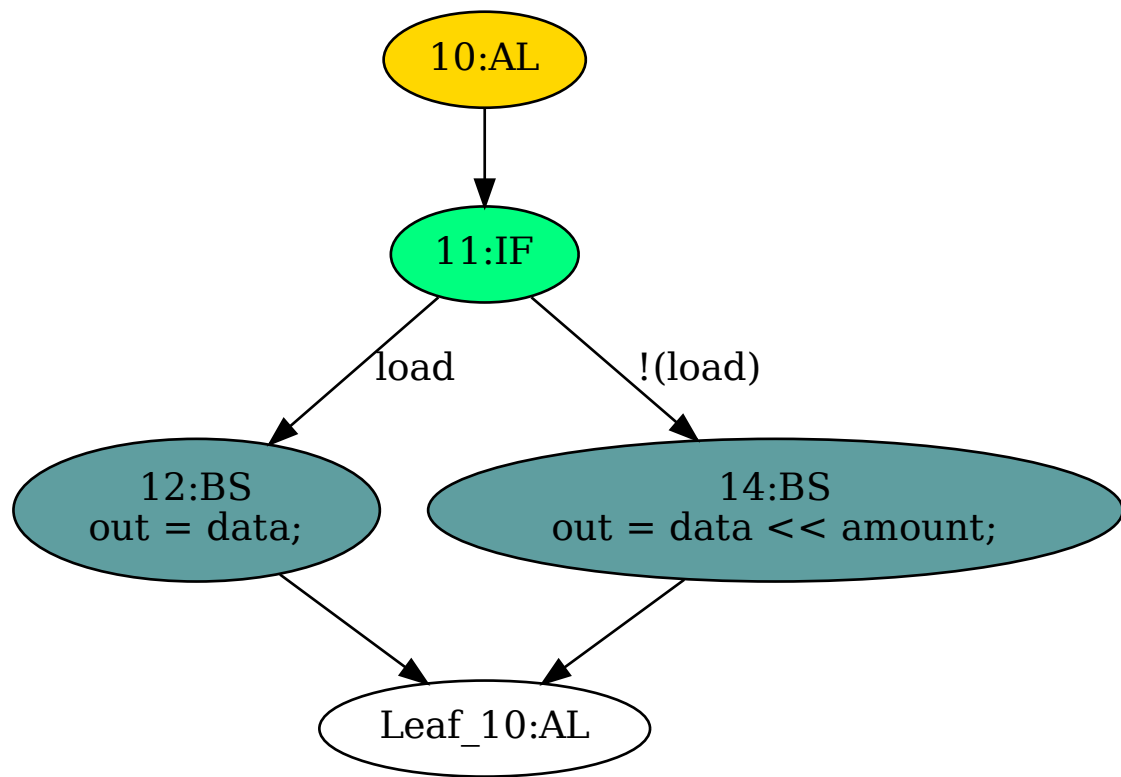 10:AL
11:IF
load
!(load)
12:BS
out = data;
14:BS
out = data << amount;
Leaf_10:AL